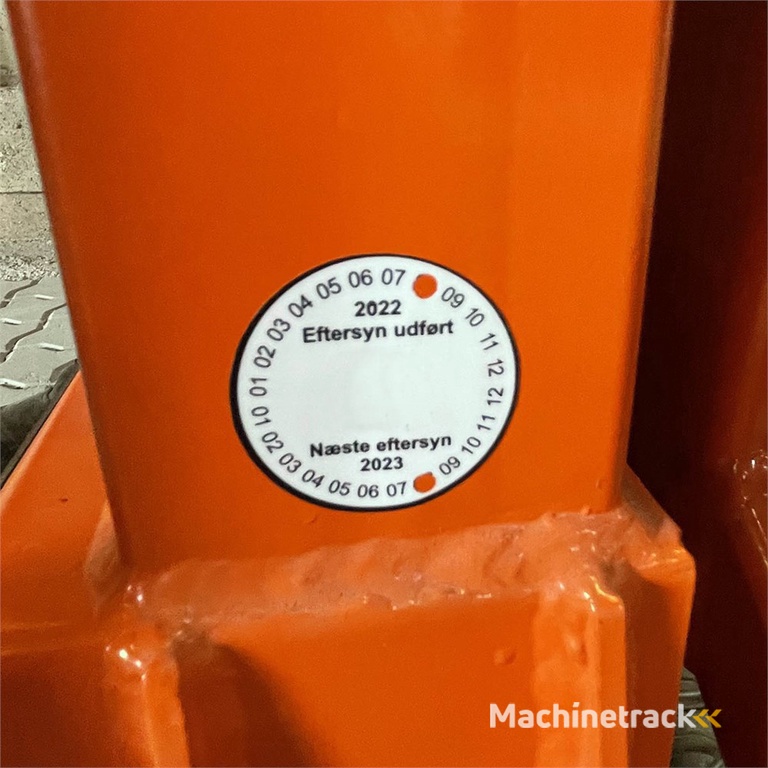 01 02 03 04 05 06 07 09 10 11 12
2022
Eftersyn udført
Næste eftersyn
2023
10 02 03 04 05 06 07 09 10 11 12
Machinetrack